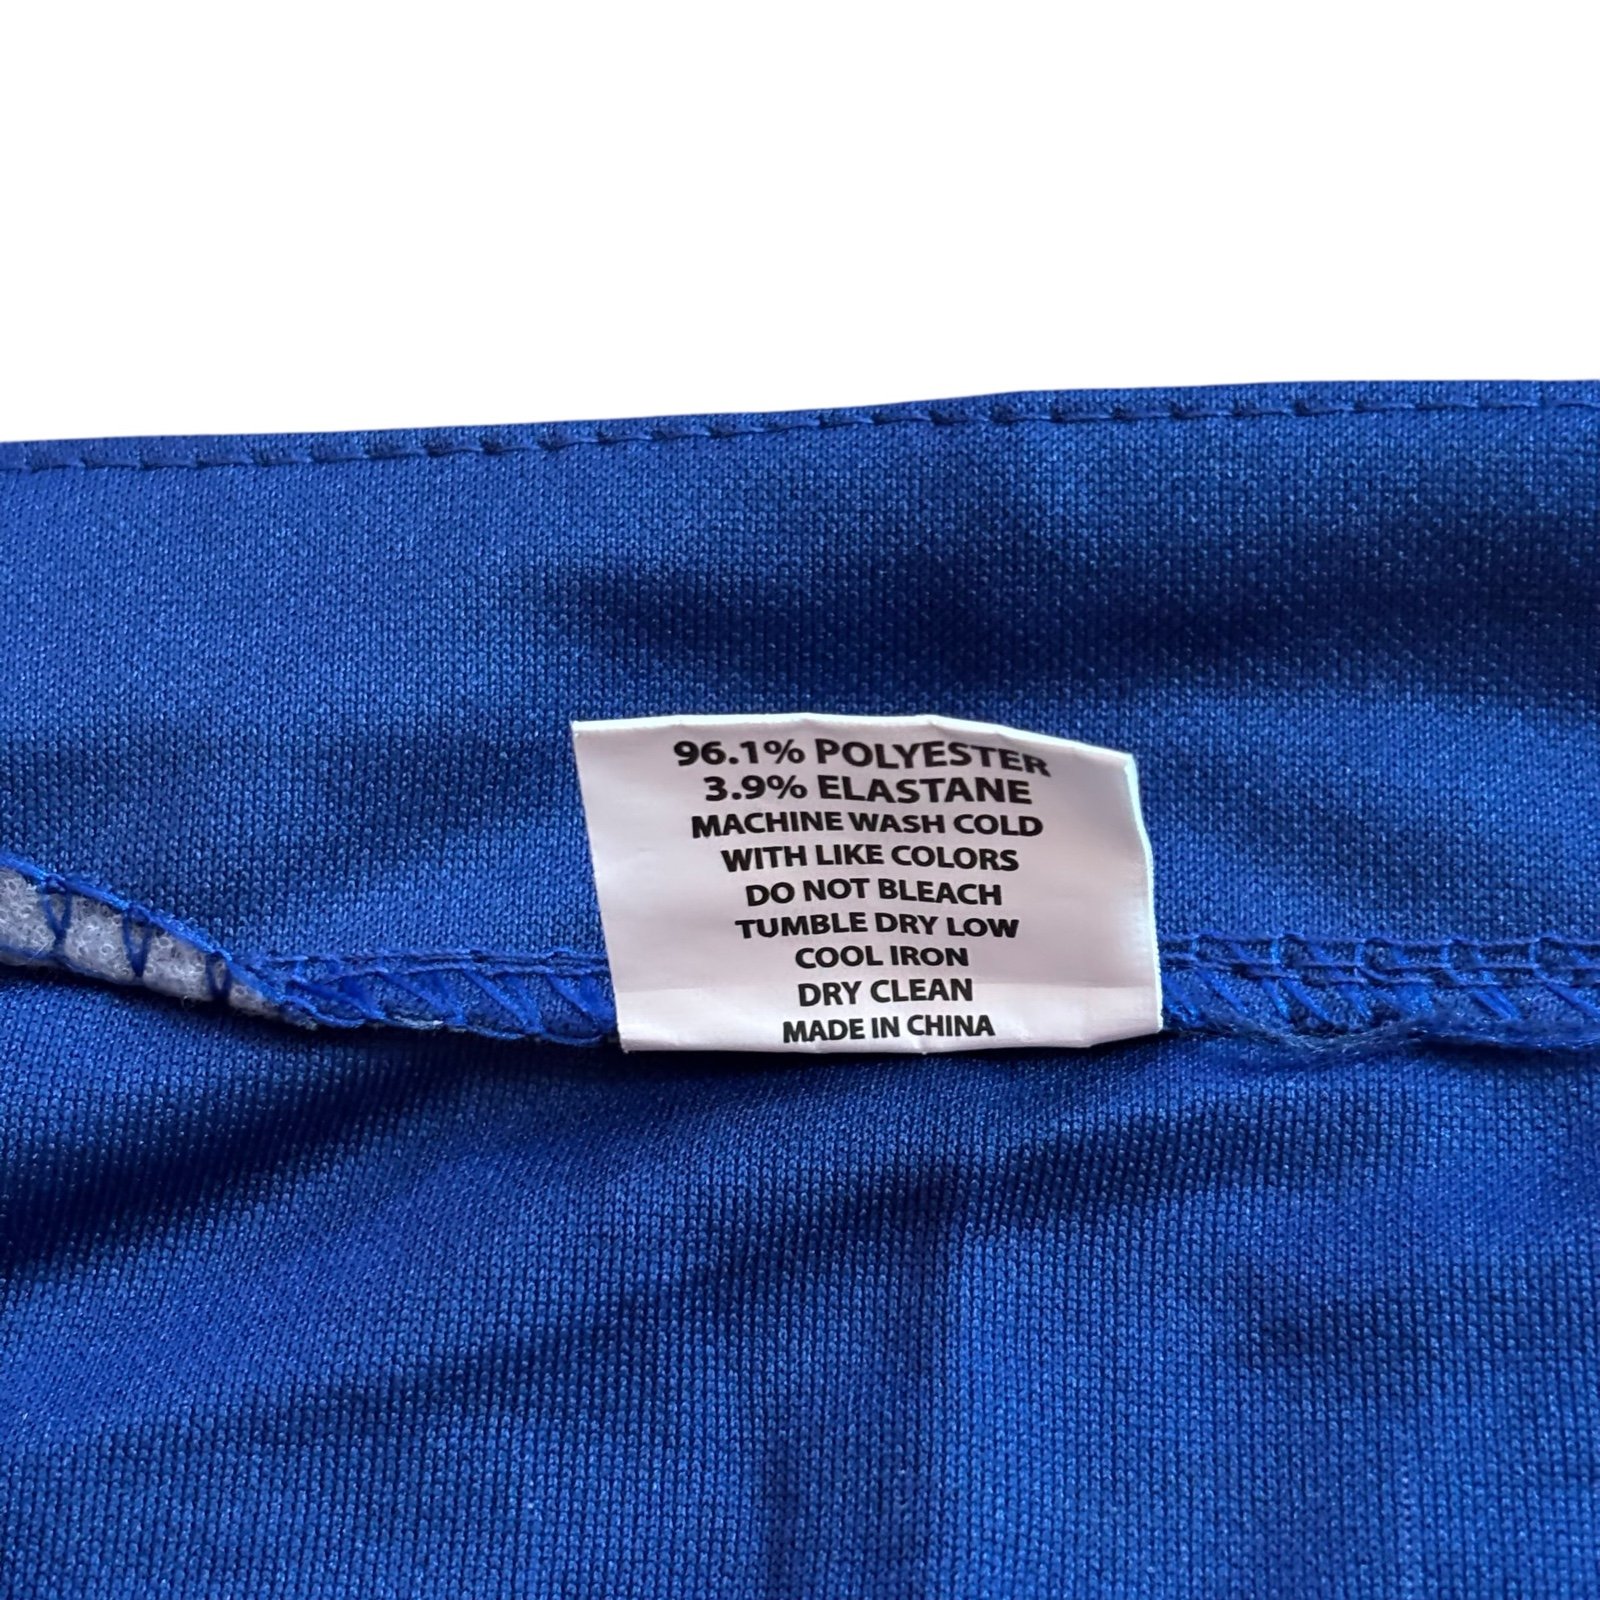 96.1% POLYESTER
3.9% ELASTANE
MACHINE WASH COLD
WITH LIKE COLORS
DO NOT BLEACH
TUMBLE DRY LOW
COOL IRON
DRY CLEAN
MADE IN CHINA